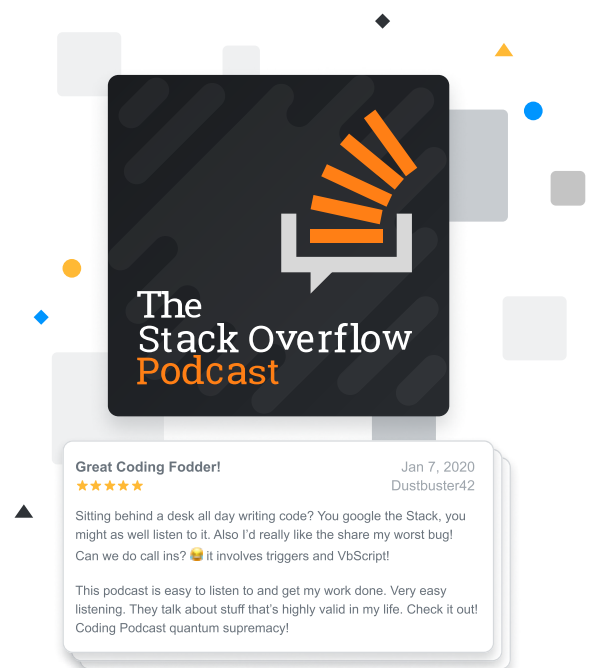 The
Stack Overflow
Podcast
Great Coding Fodder!
Jan 7, 2020
Dustbuster42
Sitting behind a desk all day writing code? You google the Stack, you
might as well listen to it. Also I’d really like the share my worst bug!
Can we do call ins? 😂 it involves triggers and VbScript!
This podcast is easy to listen to and get my work done. Very easy
listening. They talk about stuff that’s highly valid in my life. Check it out!
Coding Podcast quantum supremacy!